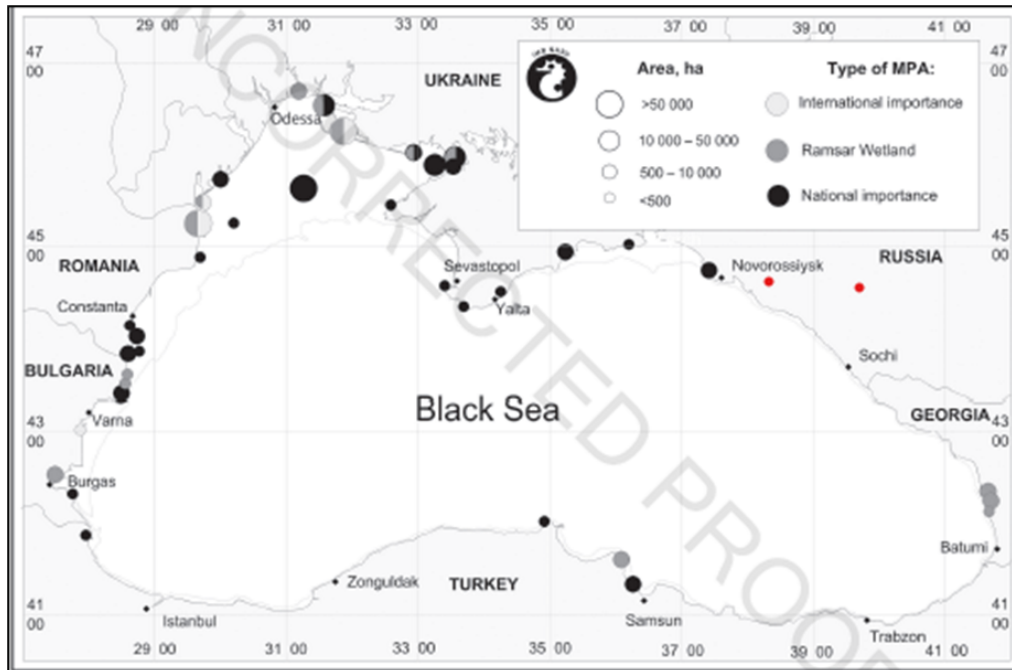 29 00 31 00 33 00 35 00 37 00 39 00 41 00
47
00
47
00
UKRAINE
Area, ha
Type of MPA:
>50 000
International importance
10 000 – 50 000
Ramsar Wetland
500 – 10 000
National importance
<500
Odessa
45
00
45
00
ROMANIA
Sevastopol
Novorossiysk
RUSSIA
Constanta
Yalta
Sochi
BULGARIA
Black Sea
GEORGIA
Varna
43
00
43
00
Burgas
Batumi
Zonguldak
TURKEY
41
00
41
00
Istanbul
Samsun
Trabzon
29 00 31 00 33 00 35 00 37 00 39 00 41 00
NCORRECTED PROO